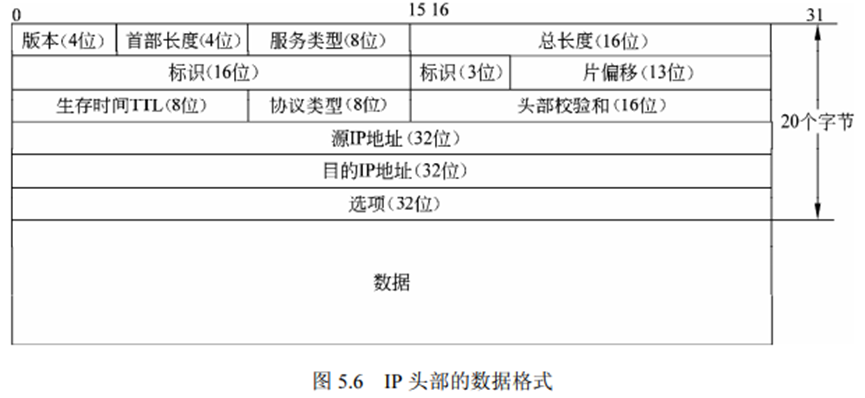 0 15 16 31
版本(4位) 首部长度(4位) 服务类型(8位) 总长度(16位)
标识(16位) 标识(3位) 片偏移(13位)
生存时间TTL(8位) 协议类型(8位) 头部校验和(16位)
20个字节
源IP地址(32位)
目的IP地址(32位)
选项(32位)
数据
图 5.6 IP 头部的数据格式